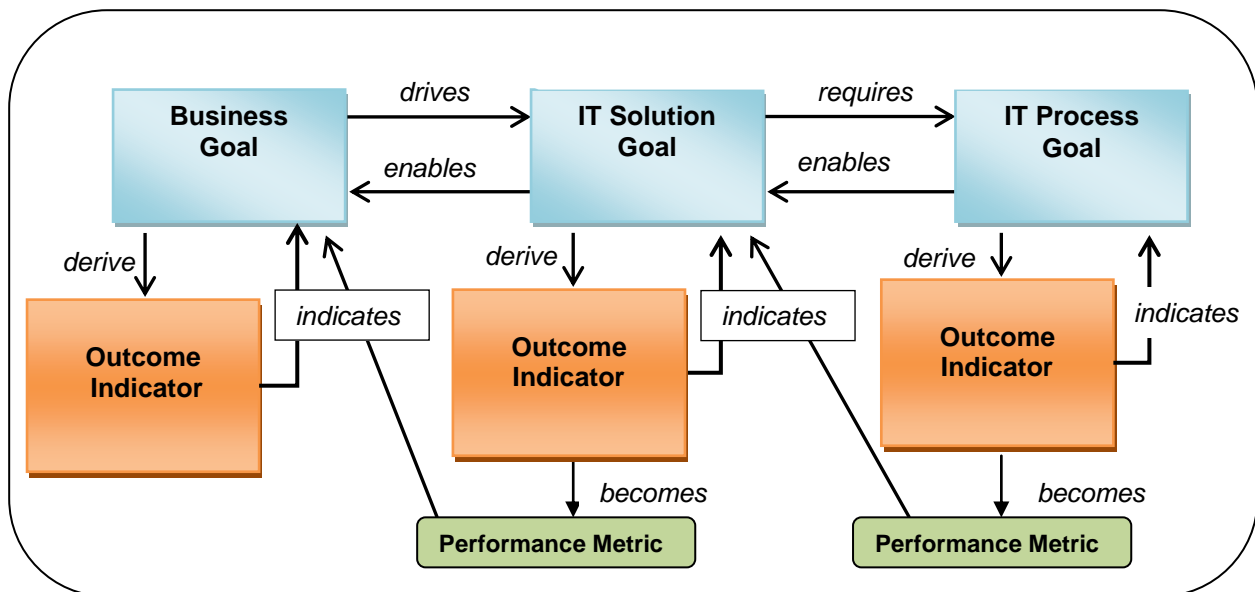 Business
Goal
drives
enables
IT Solution
Goal
requires
enables
IT Process
Goal
derive
indicates
derive
indicates
derive
indicates
Outcome
Indicator
Outcome
Indicator
Outcome
Indicator
becomes
becomes
Performance Metric
Performance Metric